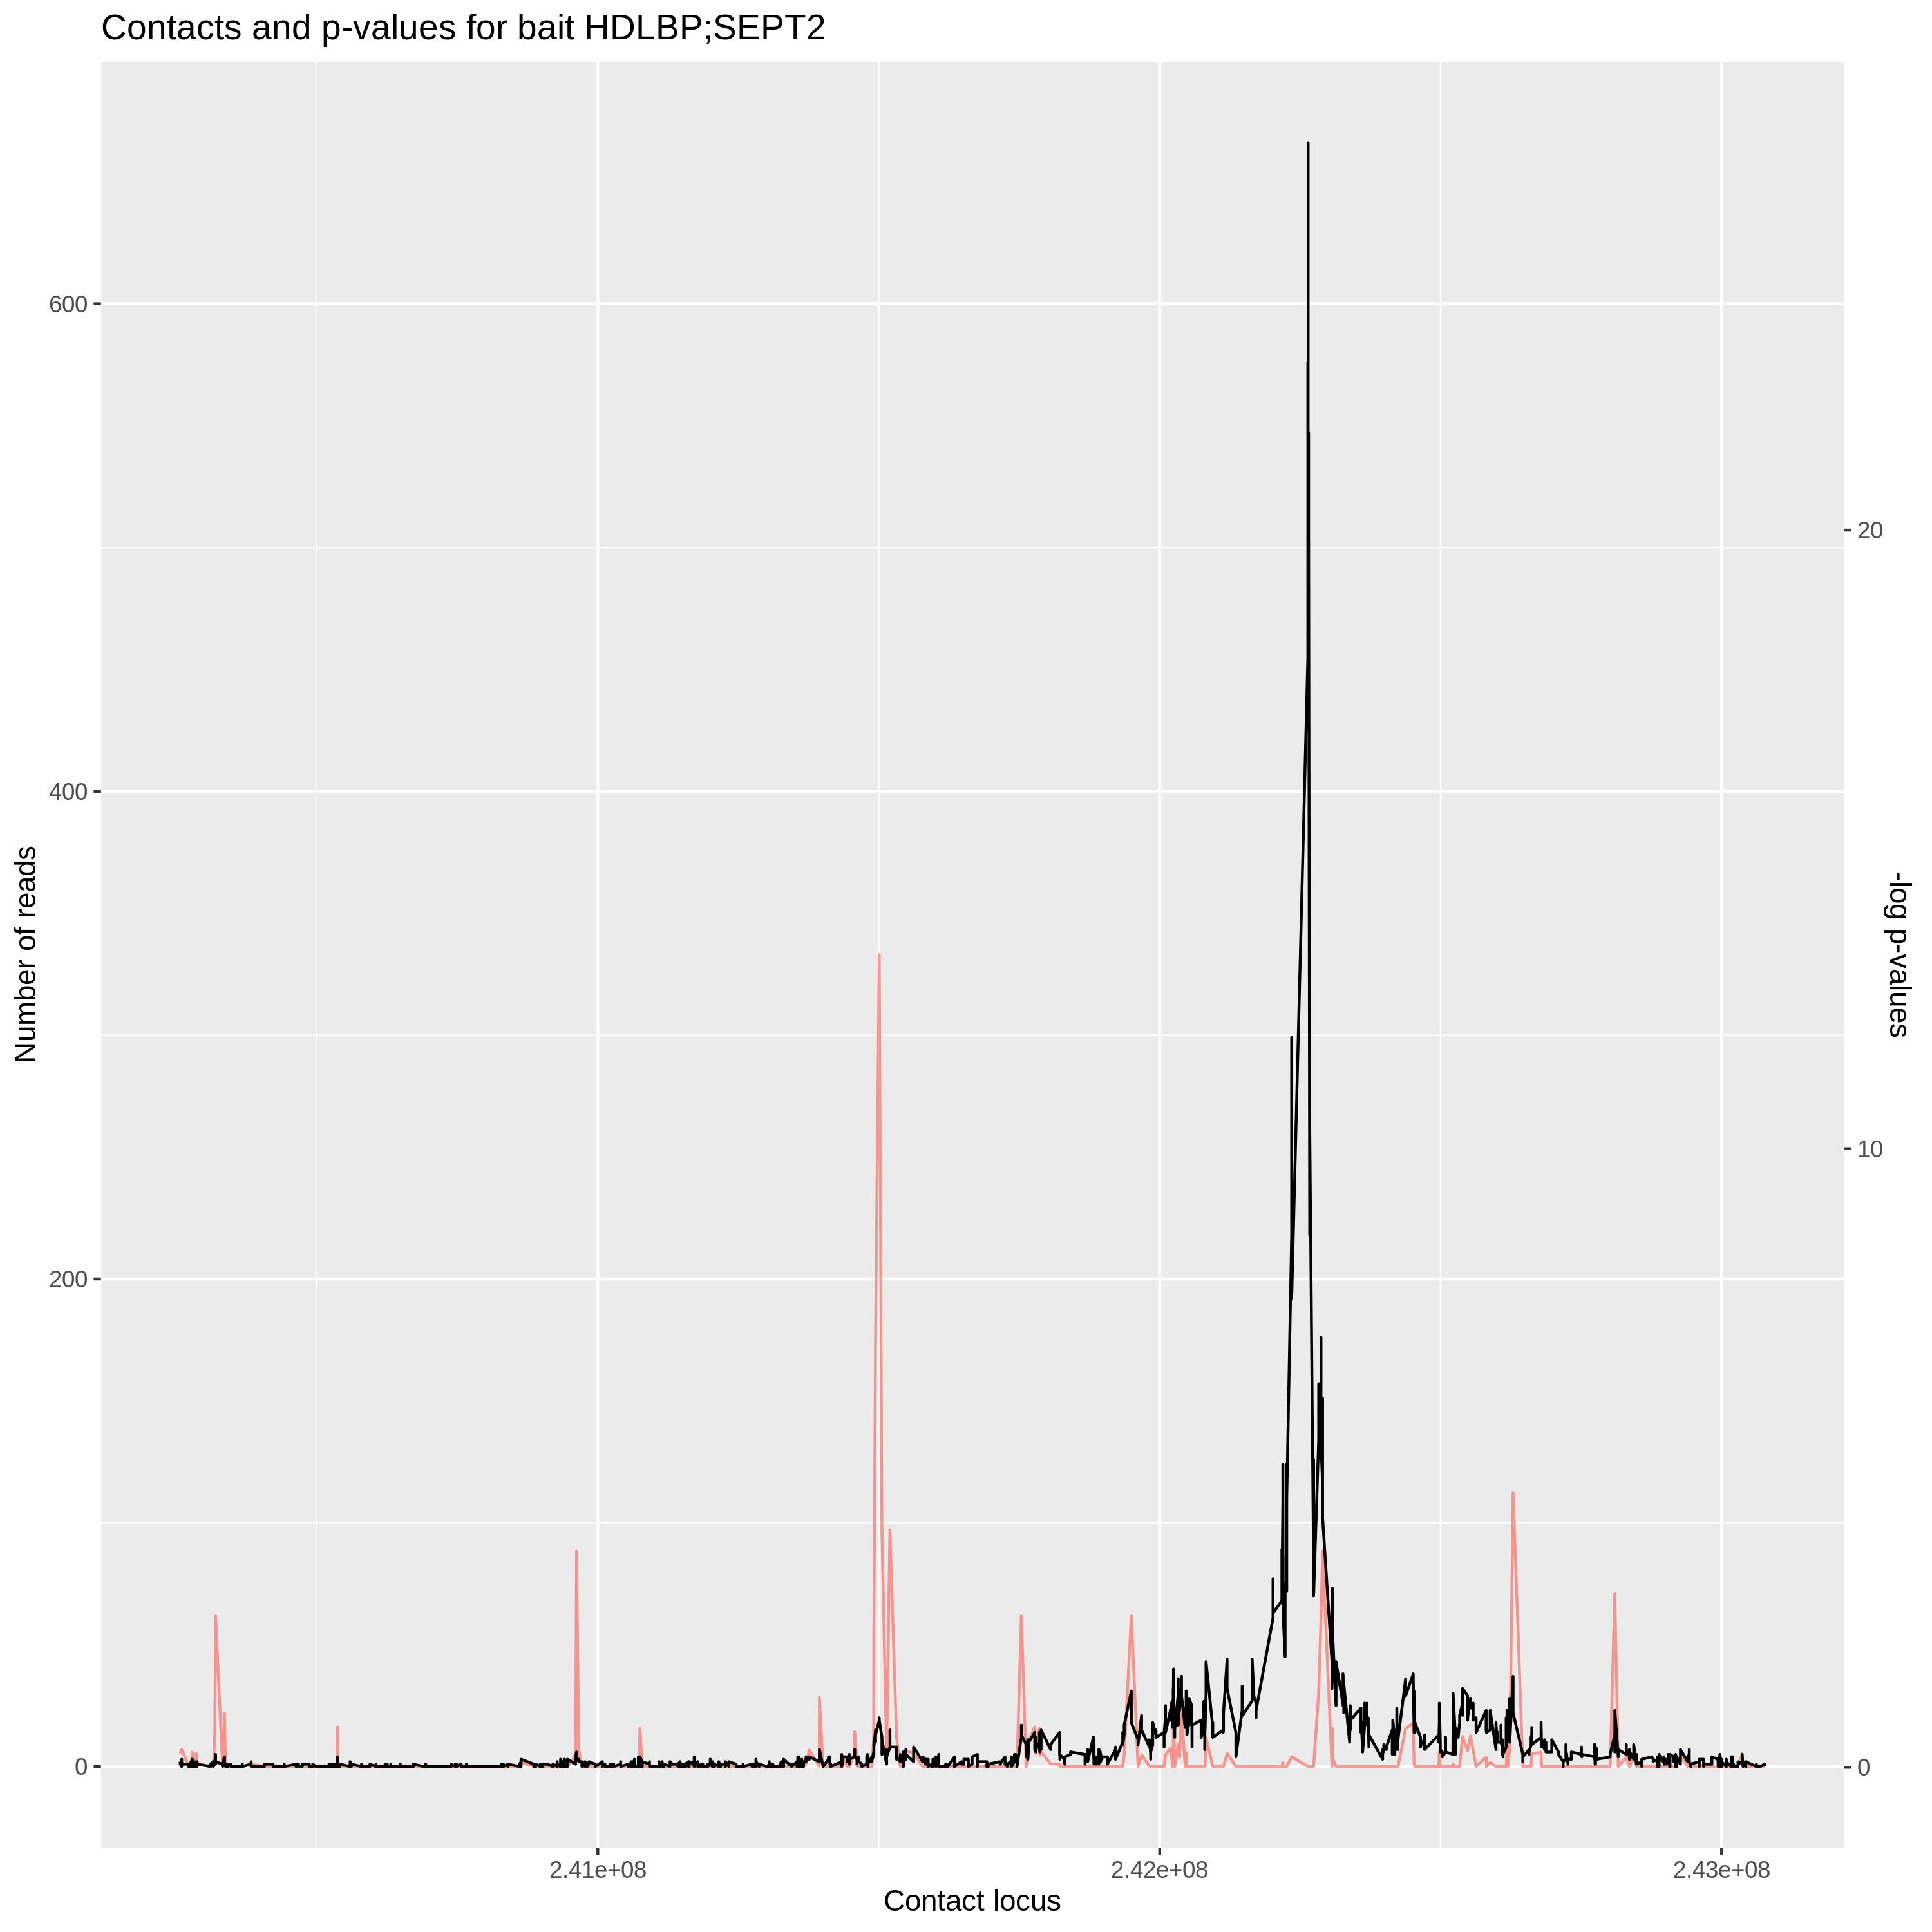 Contacts and p-values for bait HDLBP;SEPT2
Number of reads
600
400
200
0
20
10
0
-log p-values
2.41e+08
2.42e+08
2.43e+08
Contact locus